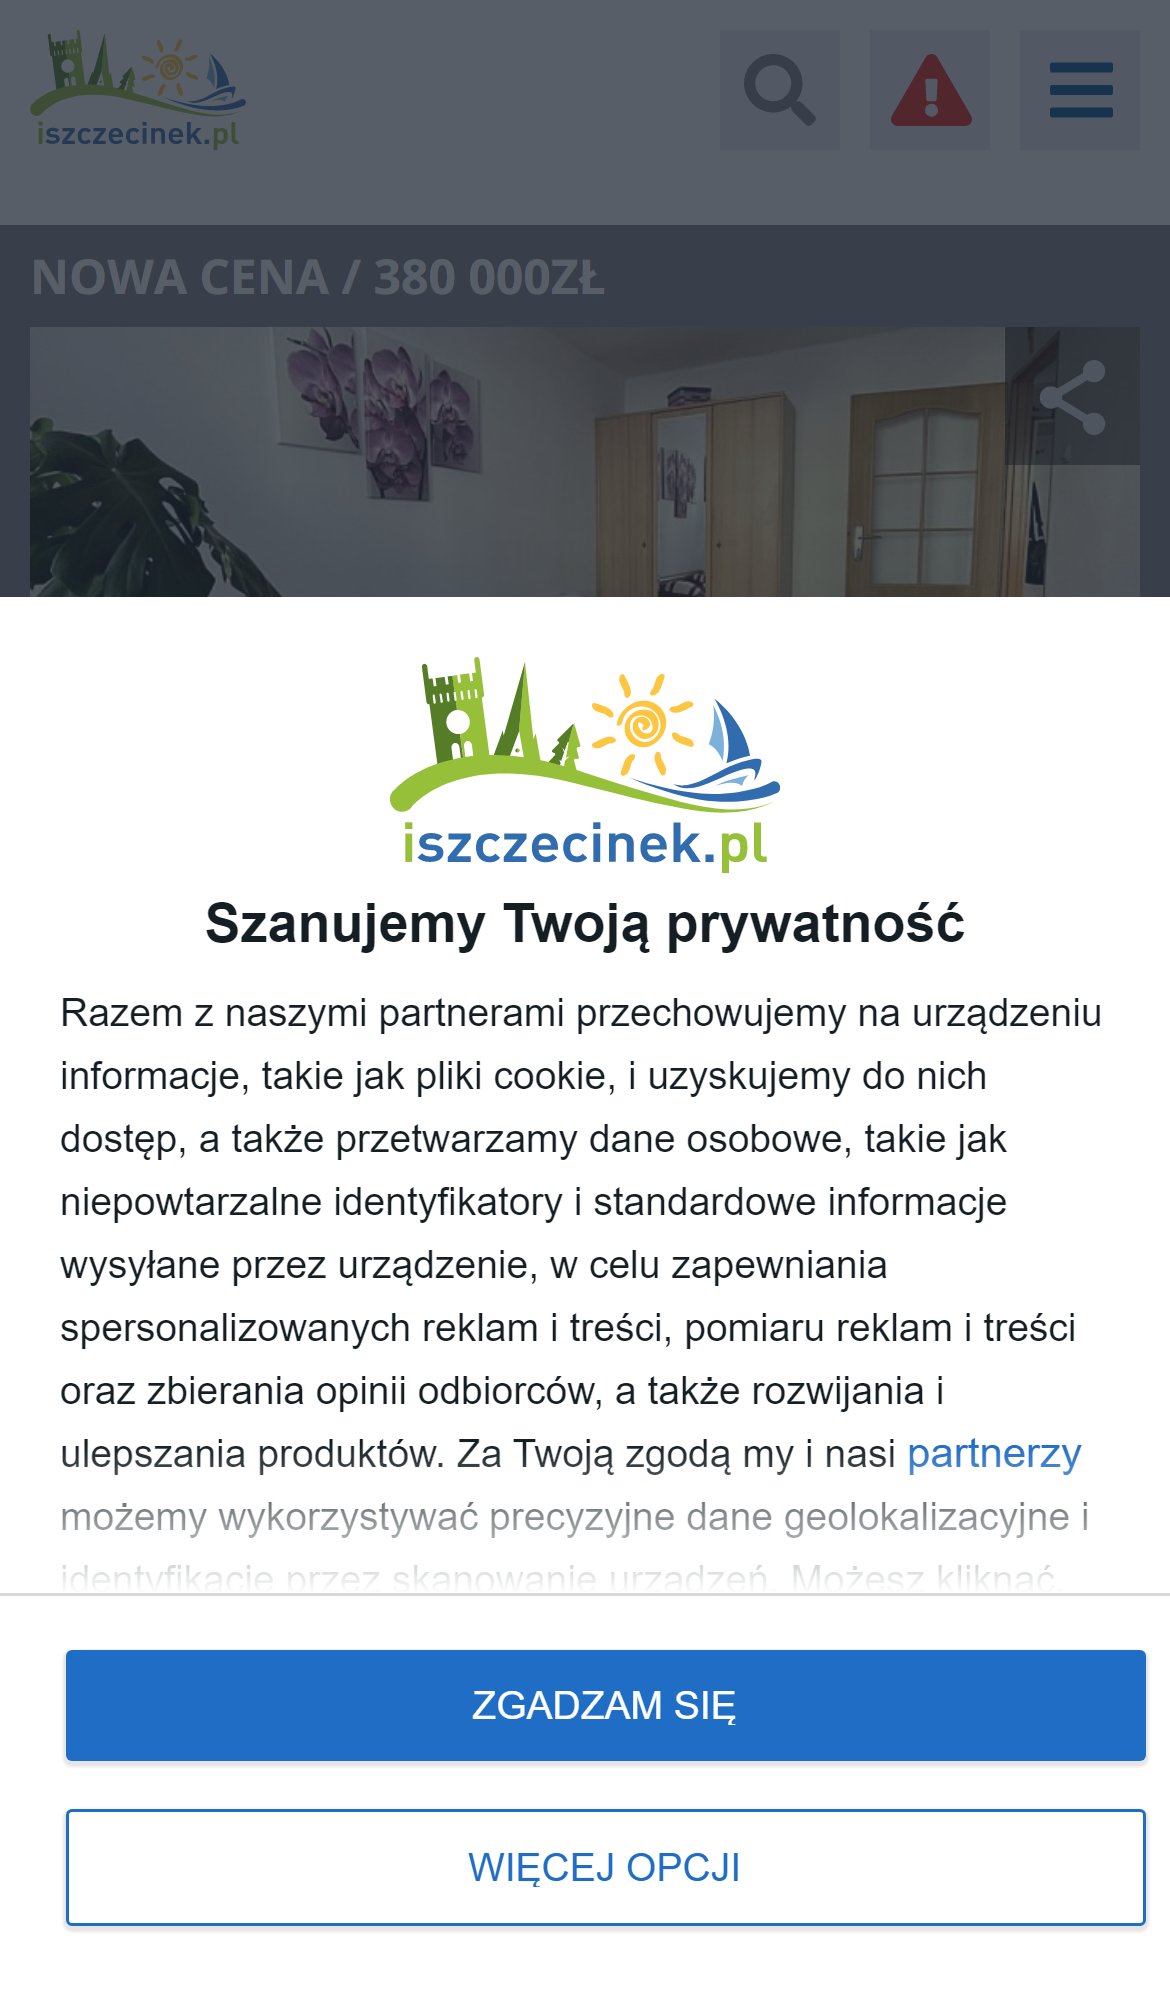 iszczecinek.pl
NOWA CENA / 380 000ZŁ
iszczecinek.pl
Szanujemy Twoją prywatność
Razem z naszymi partnerami przechowujemy na urządzeniu
informacje, takie jak pliki cookie, i uzyskujemy do nich
dostęp, a także przetwarzamy dane osobowe, takie jak
niepowtarzalne identyfikatory i standardowe informacje
wysyłane przez urządzenie, w celu zapewniania
spersonalizowanych reklam i treści, pomiaru reklam i treści
oraz zbierania opinii odbiorców, a także rozwijania i
ulepszania produktów. Za Twoją zgodą my i nasi partnerzy
możemy wykorzystywać precyzyjne dane geolokalizacyjne i
identyfikację przez skanowanie urządzeń. Możesz kliknąć,
ZGADZAM SIĘ
WIĘCEJ OPCJI